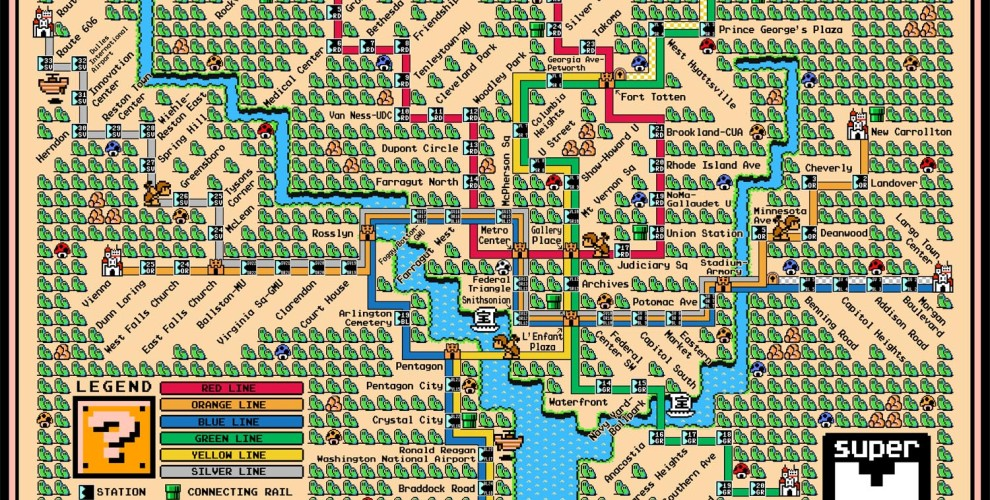 Route 606
Dulles International Airport
Innovation Center
Reston Town Center
Wiehle-Reston East
Herndon
Spring Hill
Greensboro
Tysons Corner
McLean
Medical Center
Bethesda
Friendship
Tenleytown-AU
Cleveland Park
Woodley Park
Van Ness-UDC
Dupont Circle
Farragut North
Silver
Takoma
Georgia Ave-
Petworth
Fort Totten
West Hyattsville
Prince George's Plaza
Columbia Heights
U Street
Shaw-Howard U
Mt Vernon Sq
McPherson Sq
Brookland-CUA
Rhode Island Ave
NoMa-
Gallaudet U
Union Station
Judiciary Sq
New Carrollton
Cheverly
Landover
Minnesota
Ave
Deanwood
Largo Town Center
Morgan Boulevard
Addison Road
Capitol Heights
Benning Road
Stadium
Armory
Potomac Ave
Eastern Market
Capitol South
Federal Center SW
Rosslyn
Foggy Bottom GWU
Farragut West
Metro
Center
Gallery
Place
Archives
Federal
Triangle
Smithsonian
L'Enfant
Plaza
宝
Vienna
Dunn Loring
West Falls Church
East Falls Church
Ballston
Virginia Sq-GMU
Clarendon
Court House
Arlington
Cemetery
Pentagon
Pentagon City
Crystal City
Ronald Reagan
Washington National Airport
Braddock Road
Waterfront
Navy Yard-Ballpark
宝
Anacostia
ress Heights
Southern Ave
LEGEND
RED LINE
ORANGE LINE
BLUE LINE
GREEN LINE
YELLOW LINE
SILVER LINE
STATION
CONNECTING RAIL
super